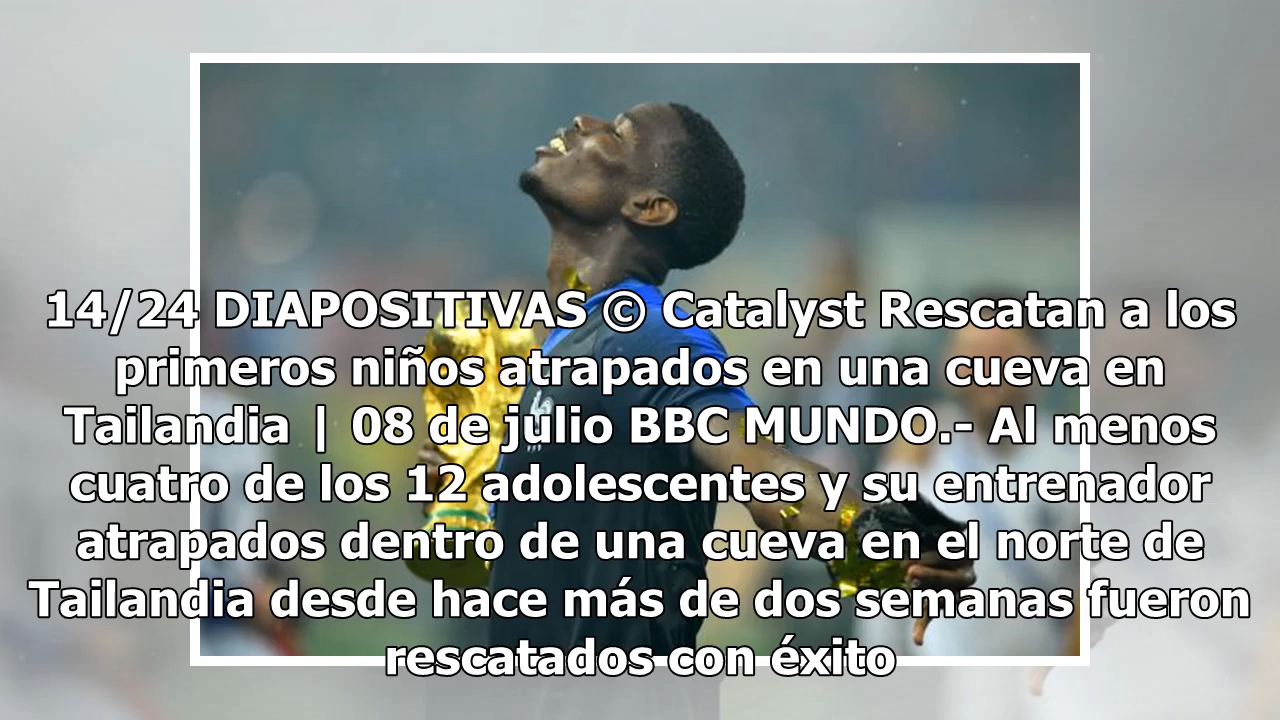 14/24 DIAPOSITIVAS © Catalyst Rescatan a los
primeros niños atrapados en una cueva en
Tailandia | 08 de julio BBC MUNDO.- Al menos
cuatro de los 12 adolescentes y su entrenador
atrapados dentro de una cueva en el norte de
Tailandia desde hace más de dos semanas fueron
rescatados con éxito